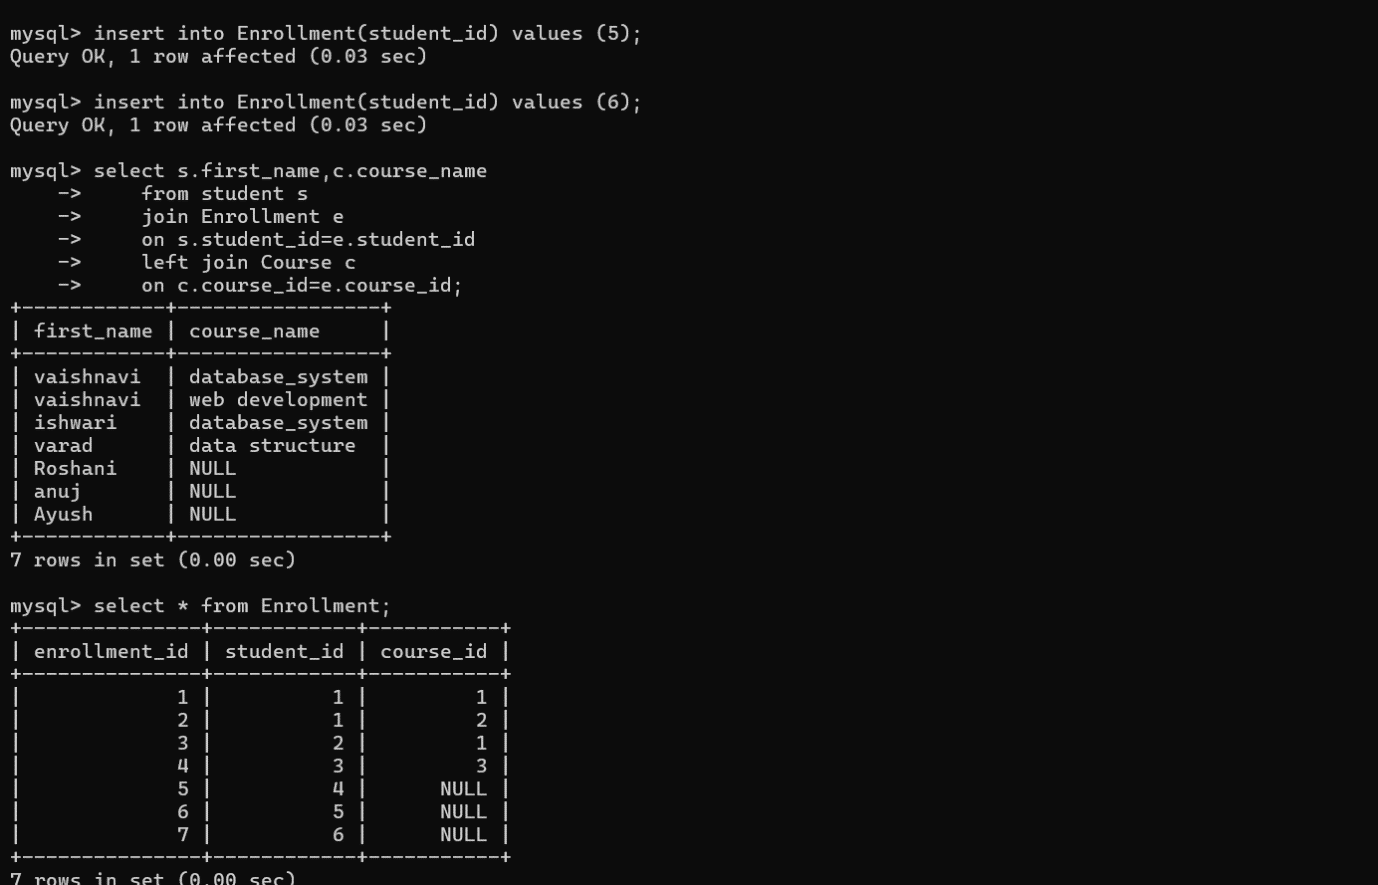 mysql> insert into Enrollment(student_id) values (5);
Query OK, 1 row affected (0.03 sec)
mysql> insert into Enrollment(student_id) values (6);
Query OK, 1 row affected (0.03 sec)
mysql> select s.first_name,c.course_name
    ->     from student s
    ->     join Enrollment e
    ->     on s.student_id=e.student_id
    ->     left join Course c
    ->     on c.course_id=e.course_id;
+------------+-----------------+
| first_name | course_name     |
+------------+-----------------+
| vaishnavi  | database_system |
| vaishnavi  | web development |
| ishwari    | database_system |
| varad      | data structure  |
| Roshani    | NULL            |
| anuj       | NULL            |
| Ayush      | NULL            |
+------------+-----------------+
7 rows in set (0.00 sec)
mysql> select * from Enrollment;
+---------------+------------+-----------+
| enrollment_id | student_id | course_id |
+---------------+------------+-----------+
|             1 |          1 |         1 |
|             2 |          1 |         2 |
|             3 |          2 |         1 |
|             4 |          3 |         3 |
|             5 |          4 |      NULL |
|             6 |          5 |      NULL |
|             7 |          6 |      NULL |
+---------------+------------+-----------+
7 rows in set (0.00 sec)